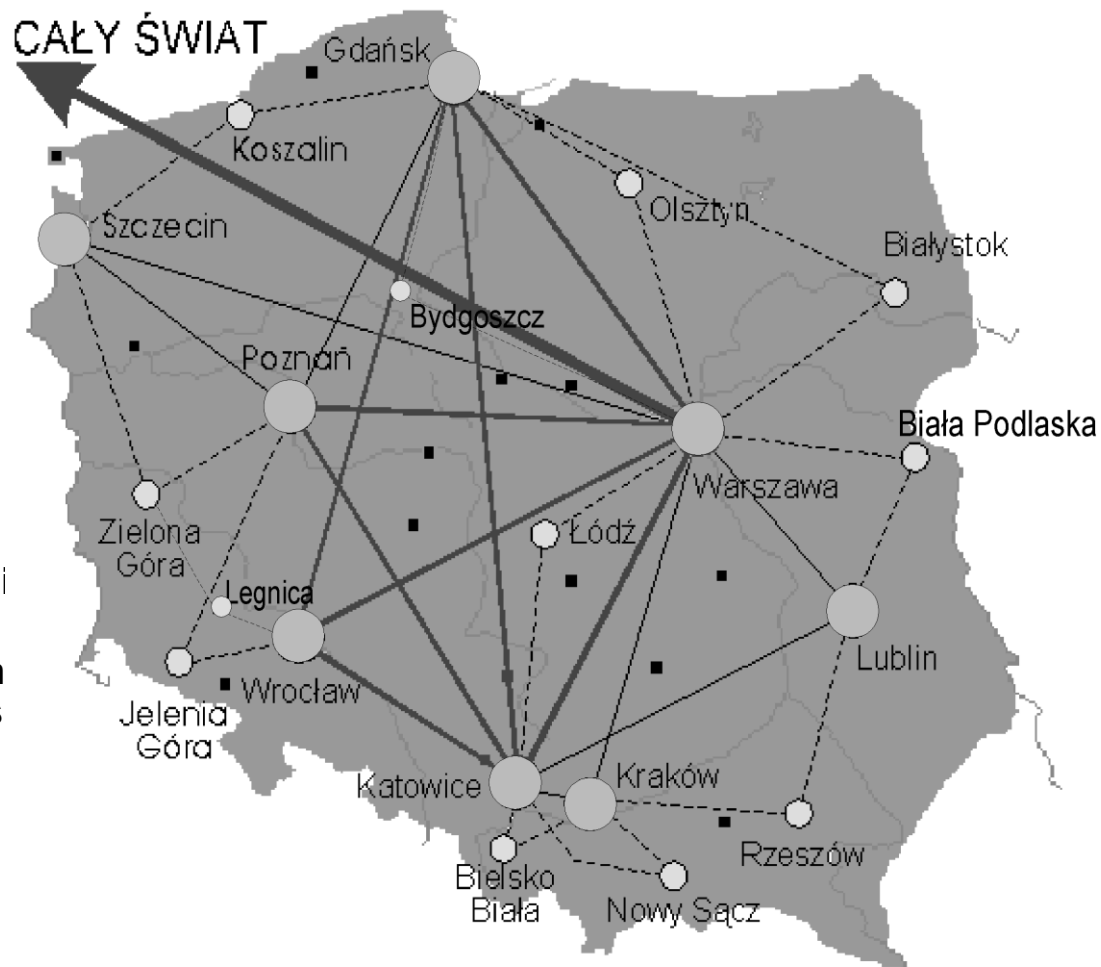 CAŁY ŚWIAT
Gdańsk
Koszalin
Szczecin
Olsztyn
Białystok
Bydgoszcz
Poznań
Biała Podlaska
Warszawa
Zielona
Góra
Łódź
i
Legnica
Lublin
Wrocław
s
Jelenia
Góra
Katowice
Kraków
Rzeszów
Bielsko
Biała
Nowy Sącz